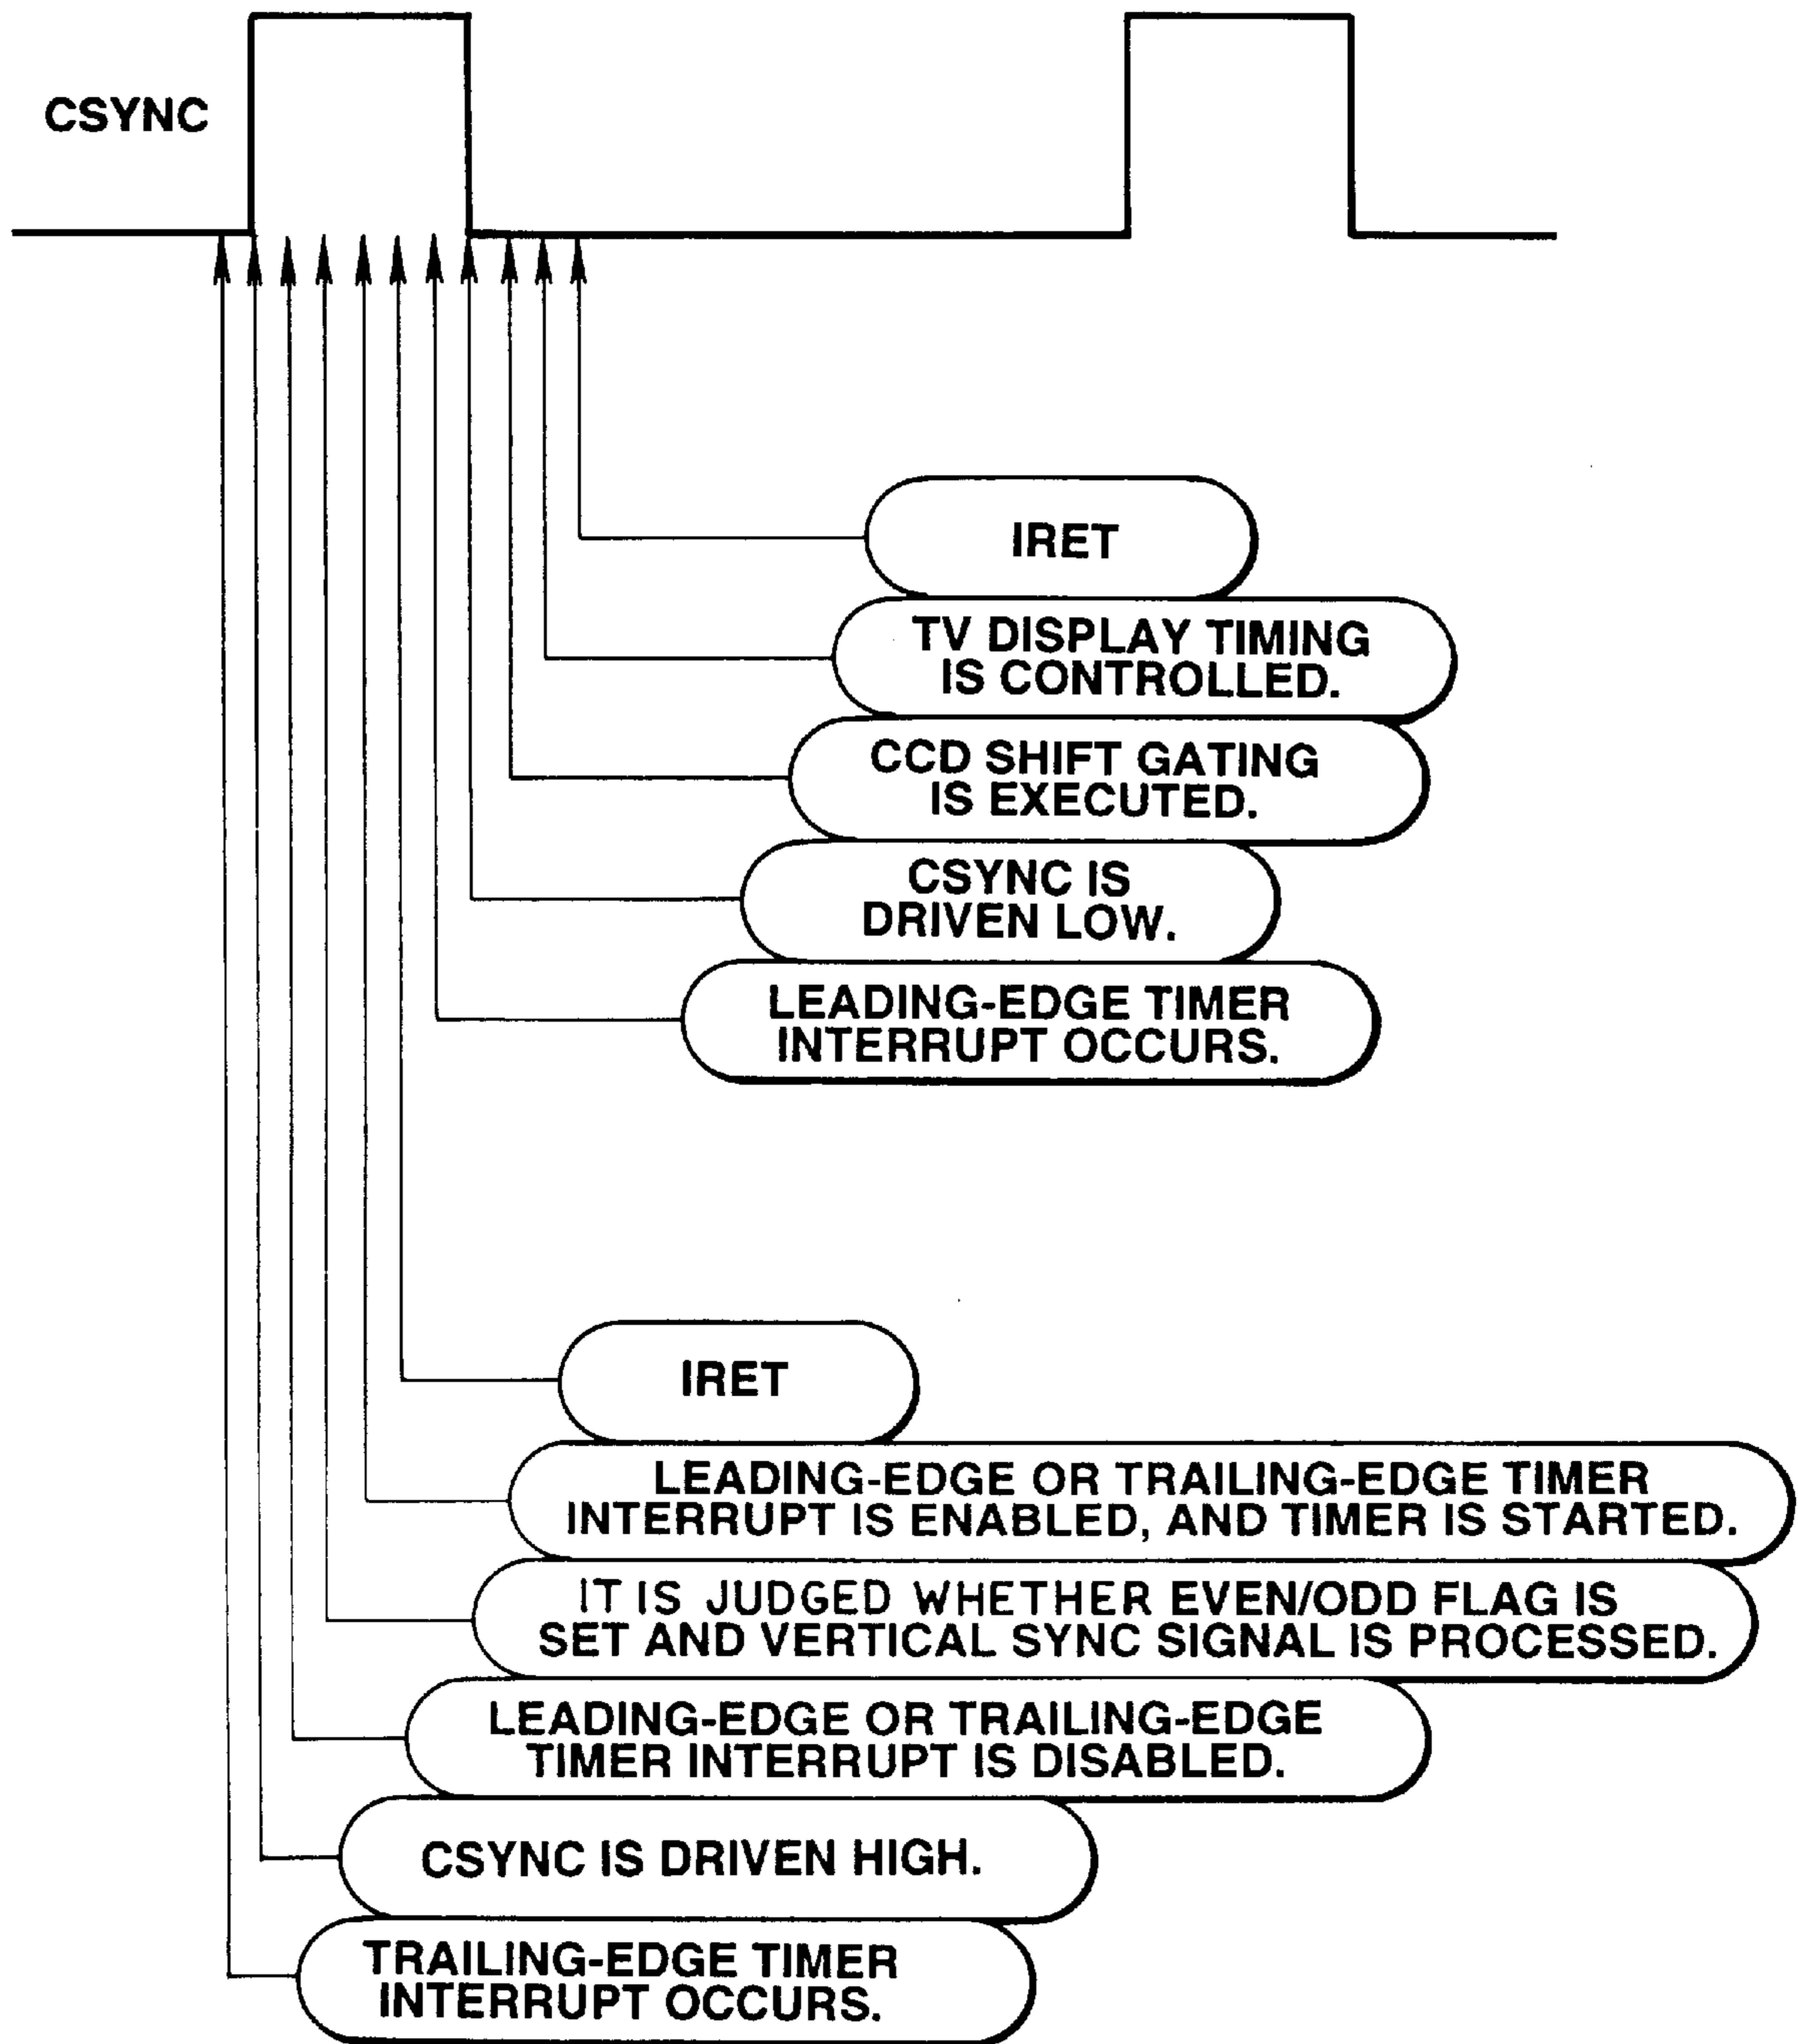 CSYNC
IRET
TV DISPLAY TIMING
IS CONTROLLED.
CCD SHIFT GATING
IS EXECUTED.
CSYNC IS
DRIVEN LOW.
LEADING-EDGE TIMER
INTERRUPT OCCURS.
IRET
LEADING-EDGE OR TRAILING-EDGE TIMER
INTERRUPT IS ENABLED, AND TIMER IS STARTED.
IT IS JUDGED WHETHER EVEN/ODD FLAG IS
SET AND VERTICAL SYNC SIGNAL IS PROCESSED.
LEADING-EDGE OR TRAILING-EDGE
TIMER INTERRUPT IS DISABLED.
CSYNC IS DRIVEN HIGH.
TRAILING-EDGE TIMER
INTERRUPT OCCURS.